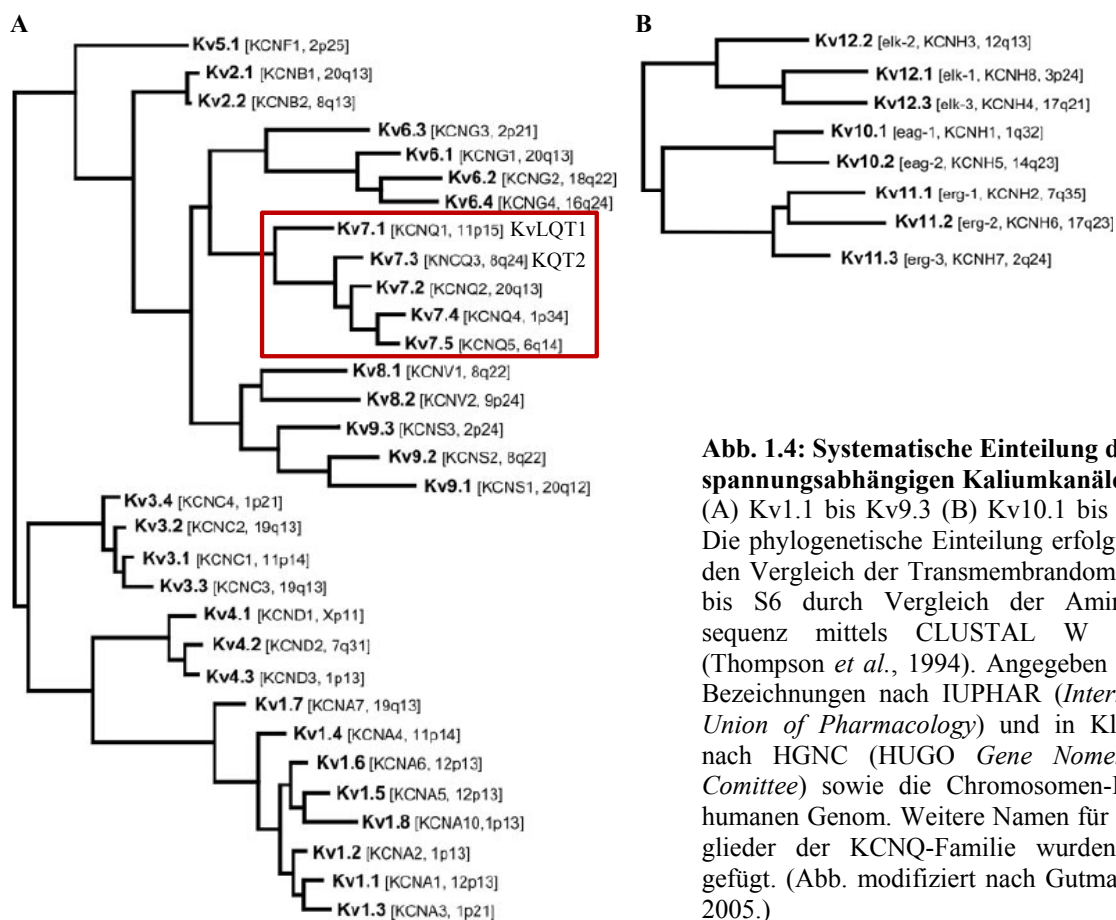 A
Kv5.1 [KCNF1, 2p25]
Kv2.1 [KCNB1, 20q13]
Kv2.2 [KCNB2, 8q13]
Kv6.3 [KCNG3, 2p21]
Kv6.1 [KCNG1, 20q13]
Kv6.2 [KCNG2, 18q22]
Kv6.4 [KCNG4, 16q24]
Kv7.1 [KCNQ1, 11p15] KvLQT1
Kv7.3 [KNCQ3, 8q24] KQT2
Kv7.2 [KCNQ2, 20q13]
Kv7.4 [KCNQ4, 1p34]
Kv7.5 [KCNQ5, 6q14]
Kv8.1 [KCNV1, 8q22]
Kv8.2 [KCNV2, 9p24]
Kv9.3 [KCNS3, 2p24]
Kv9.2 [KCNS2, 8q22]
Kv9.1 [KCNS1, 20q12]
Kv3.4 [KCNC4, 1p21]
Kv3.2 [KCNC2, 19q13]
Kv3.1 [KCNC1, 11p14]
Kv3.3 [KCNC3, 19q13]
Kv4.1 [KCND1, Xp11]
Kv4.2 [KCND2, 7q31]
Kv4.3 [KCND3, 1p13]
Kv1.7 [KCNA7, 19q13]
Kv1.4 [KCNA4, 11p14]
Kv1.6 [KCNA6, 12p13]
Kv1.5 [KCNA5, 12p13]
Kv1.8 [KCNA10,1p13]
Kv1.2 [KCNA2, 1p13]
Kv1.1 [KCNA1, 12p13]
Kv1.3 [KCNA3, 1p21]
B
Kv12.2 [elk-2, KCNH3, 12q13]
Kv12.1 [elk-1, KCNH8, 3p24]
Kv12.3 [elk-3, KCNH4, 17q21]
Kv10.1 [eag-1, KCNH1, 1q32]
Kv10.2 [eag-2, KCNH5, 14q23]
Kv11.1 [erg-1, KCNH2, 7q35]
Kv11.2 [erg-2, KCNH6, 17q23]
Kv11.3 [erg-3, KCNH7, 2q24]
Abb. 1.4: Systematische Einteilung d
spannungsabhängigen Kaliumkanäle
(A) Kv1.1 bis Kv9.3 (B) Kv10.1 bis
Die phylogenetische Einteilung erfolg
den Vergleich der Transmembrandom
bis S6 durch Vergleich der Amin
sequenz mittels CLUSTAL W
(Thompson et al., 1994). Angegeben
Bezeichnungen nach IUPHAR (Inter
Union of Pharmacology) und in Kl
nach HGNC (HUGO Gene Nome
Comittee) sowie die Chromosomen-
humanen Genom. Weitere Namen für
glieder der KCNQ-Familie wurden
gefügt. (Abb. modifiziert nach Gutma
2005.)